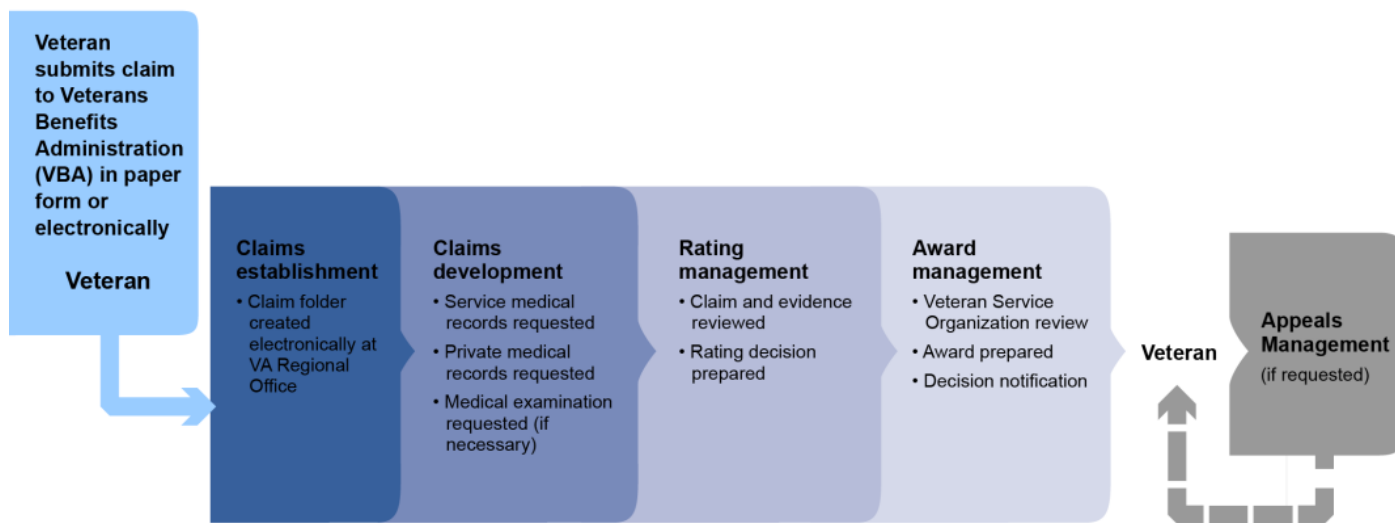 Veteran
submits claim
to Veterans
Benefits
Administration
(VBA) in paper
form or
electronically
Veteran
Claims
establishment
• Claim folder
created
electronically at
VA Regional
Office
Claims
development
• Service medical
records requested
• Private medical
records requested
• Medical examination
requested (if
necessary)
Rating
management
• Claim and evidence
reviewed
• Rating decision
prepared
Award
management
• Veteran Service
Organization review
• Award prepared
• Decision notification
Veteran
Appeals
Management
(if requested)